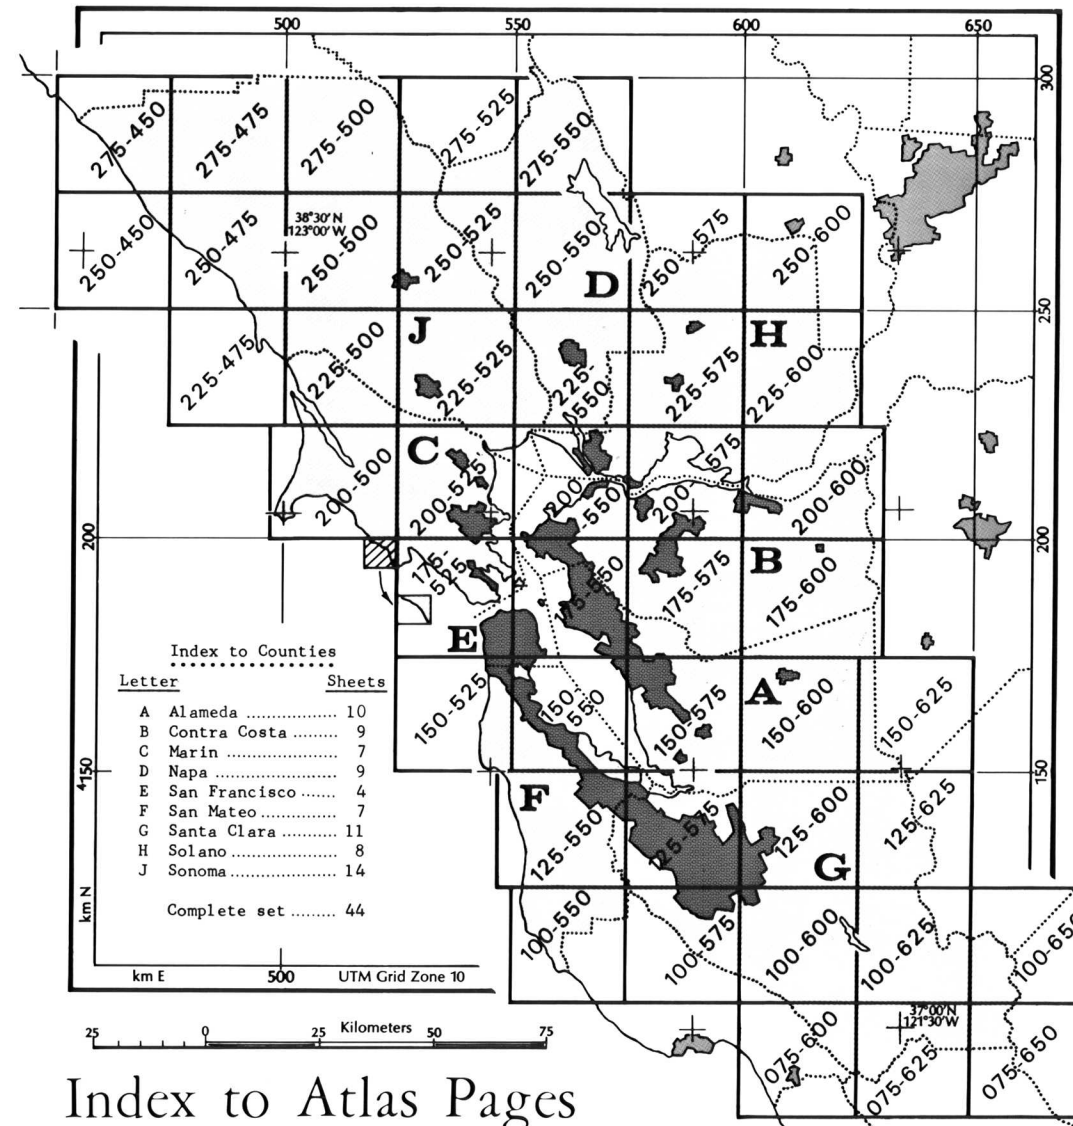 500 550 600 650
300
275-450 275-475 275-500 275-525 275-550
38°30′N
123°00′W
250-450 250-475 250-500 250-525 250-550 250-575 250-600
D
250
J H
225-475 225-500 225-525 225-550 225-575 225-600
C
200-500 200-525 200-550 200-575 200-600
200 200
B
175-525 175-550 175-575 175-600
E
Index to Counties
Letter Sheets
A Alameda ................. 10
B Contra Costa ........ 9
C Marin .................... 7
D Napa ...................... 9
E San Francisco ...... 4
F San Mateo ............. 7
G Santa Clara .......... 11
H Solano ................... 8
J Sonoma ................... 14
Complete set ......... 44
A
150-525 150-550 150-575 150-600 150-625
4150 150
F
125-550 125-575 125-600 125-625
G
km N
100-550 100-575 100-600 100-625 100-650
km E 500 UTM Grid Zone 10
37°00′N
121°30′W
25 0 Kilometers 25 50 75
075-600 075-625 075-650
Index to Atlas Pages